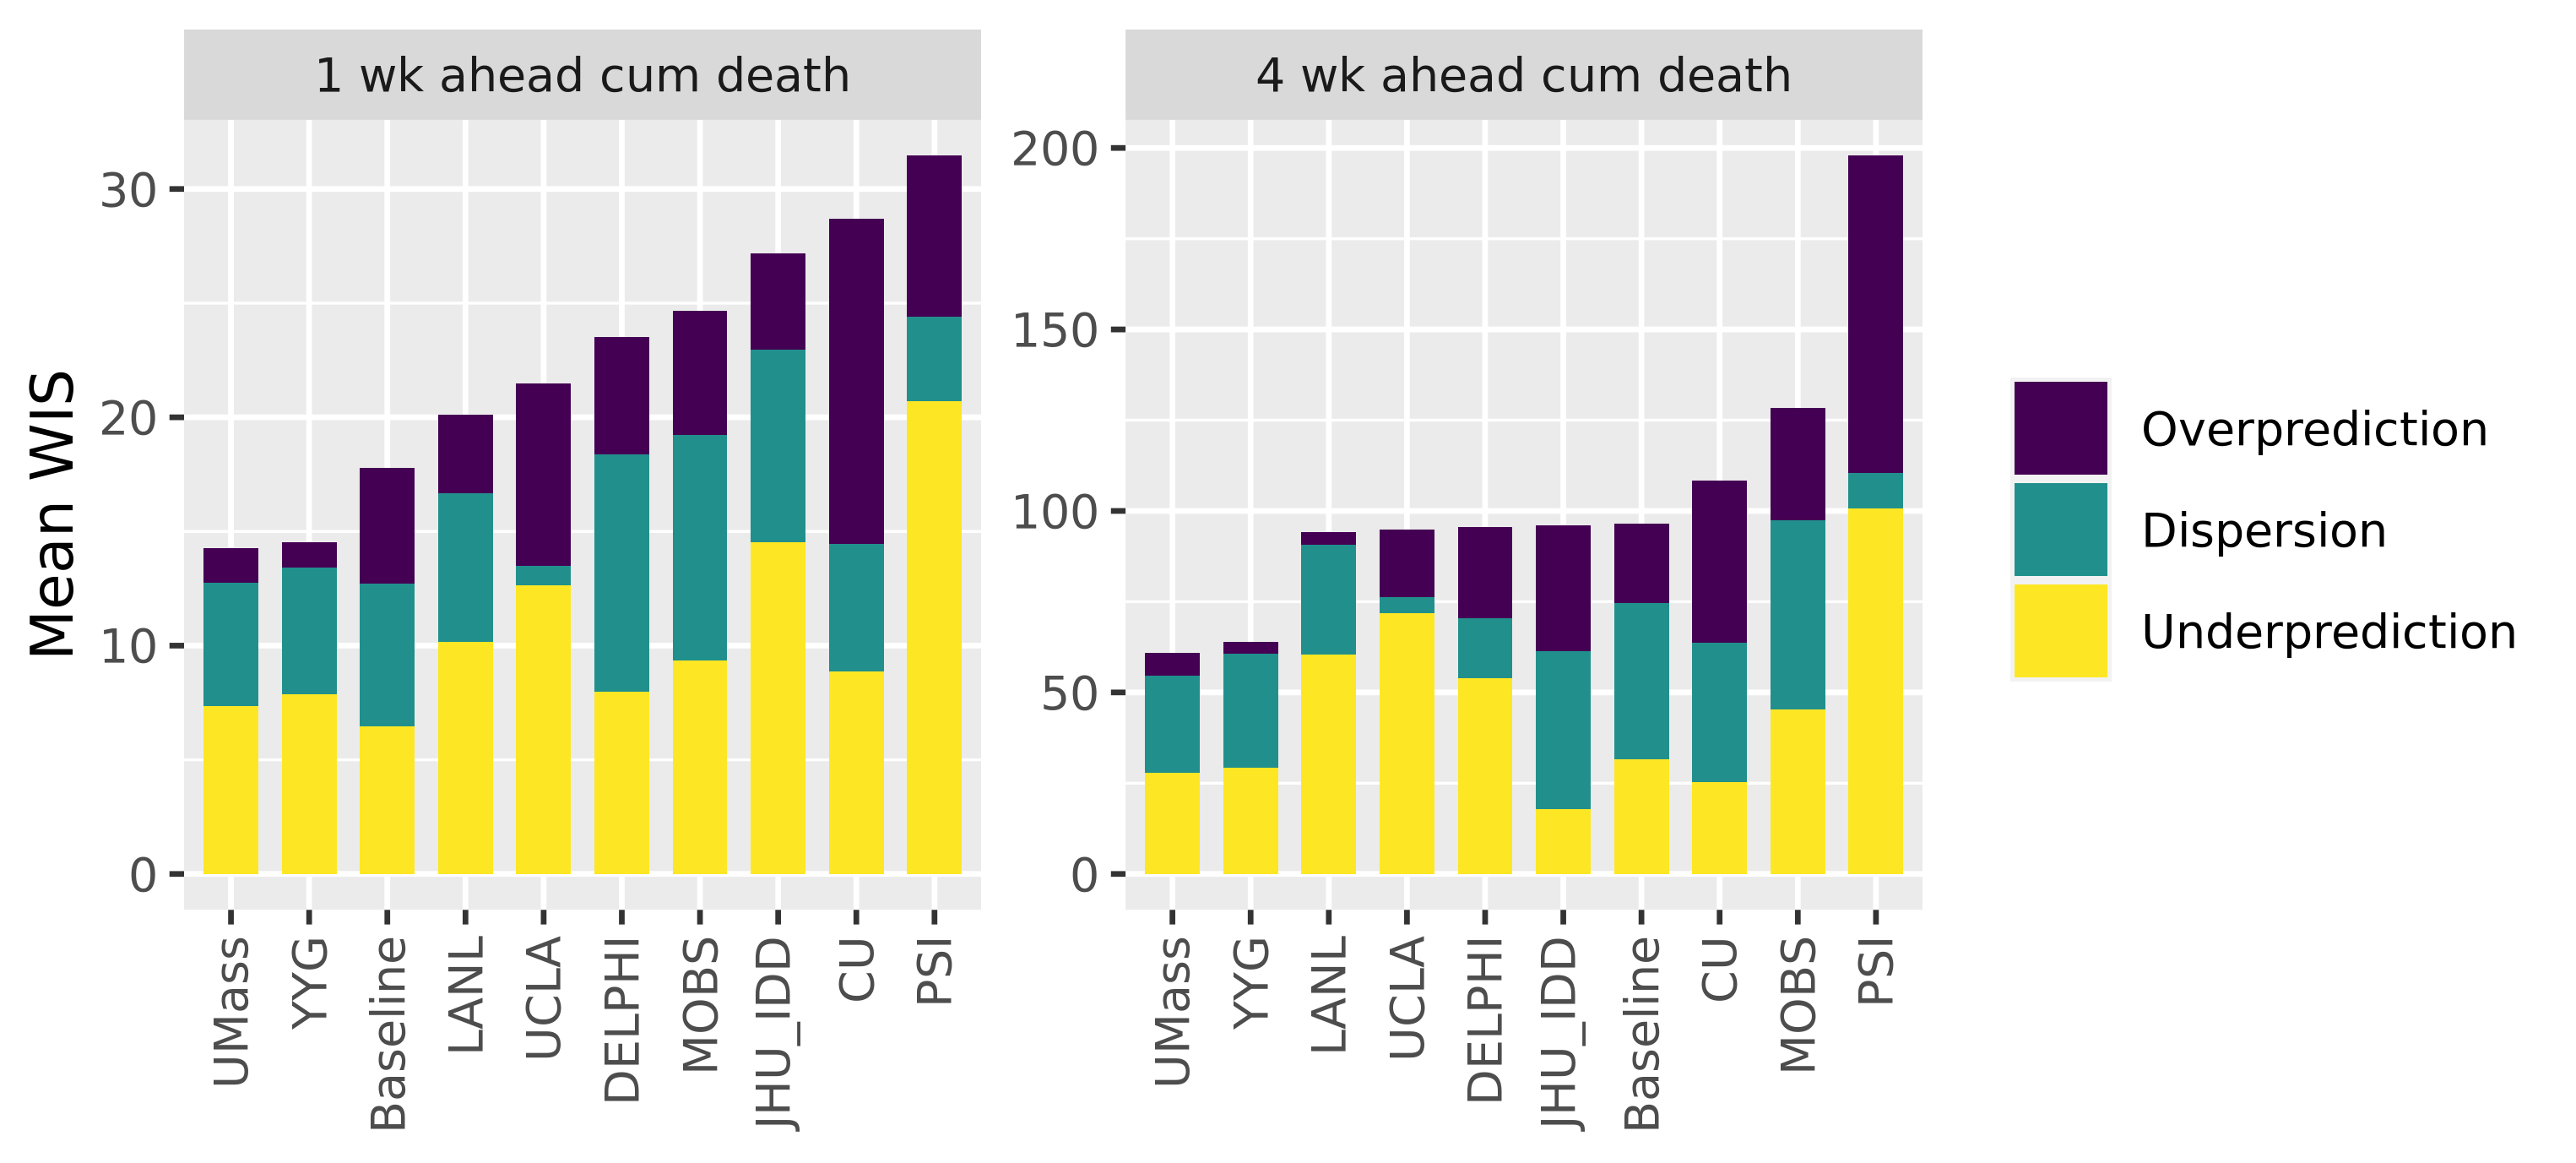 1 wk ahead cum death
4 wk ahead cum death
Mean WIS
30
20
10
0
200
150
100
50
0
UMass
YYG
Baseline
LANL
UCLA
DELPHI
MOBS
JHU_IDD
CU
PSI
UMass
YYG
LANL
UCLA
DELPHI
JHU_IDD
Baseline
CU
MOBS
PSI
Overprediction
Dispersion
Underprediction